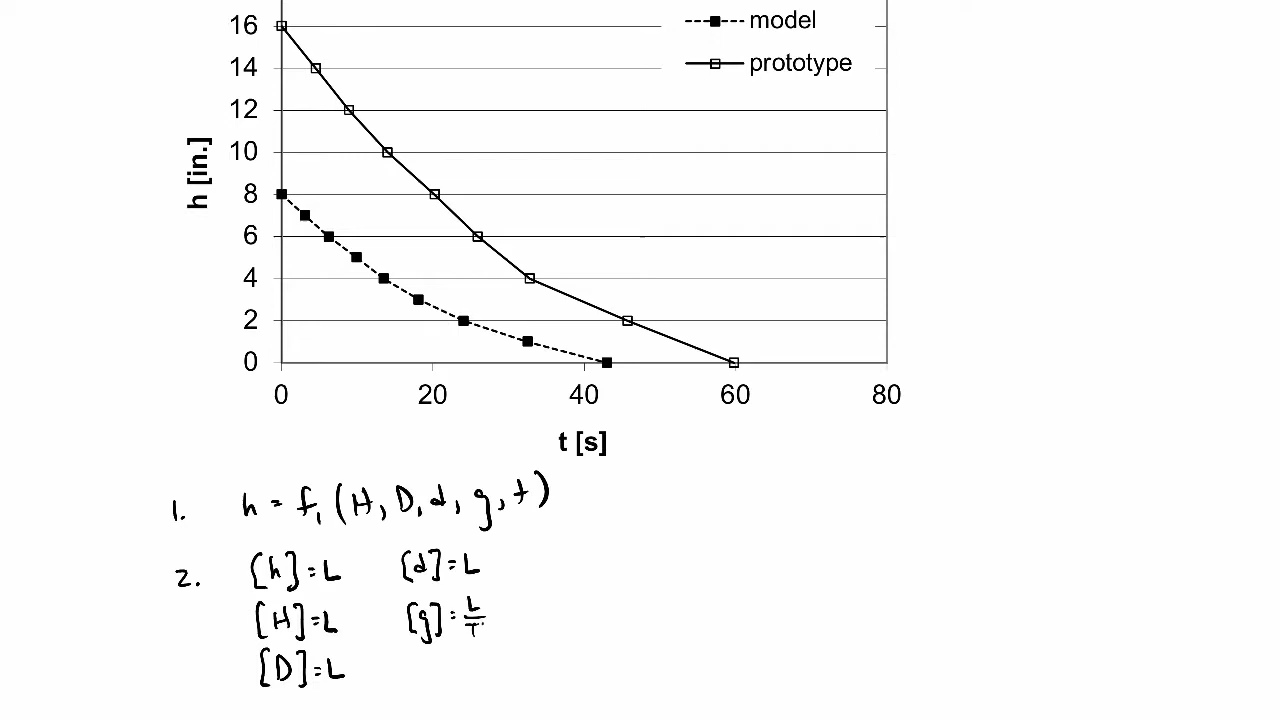 16
14
12
10
8
6
4
2
0
h [in.]
model
prototype
0 20 40 60 80
t [s]
1. h = f₁ (H, D, d, g, t)
2. [h] = L [d] = L
[H] = L [g] = L/T
[D] = L